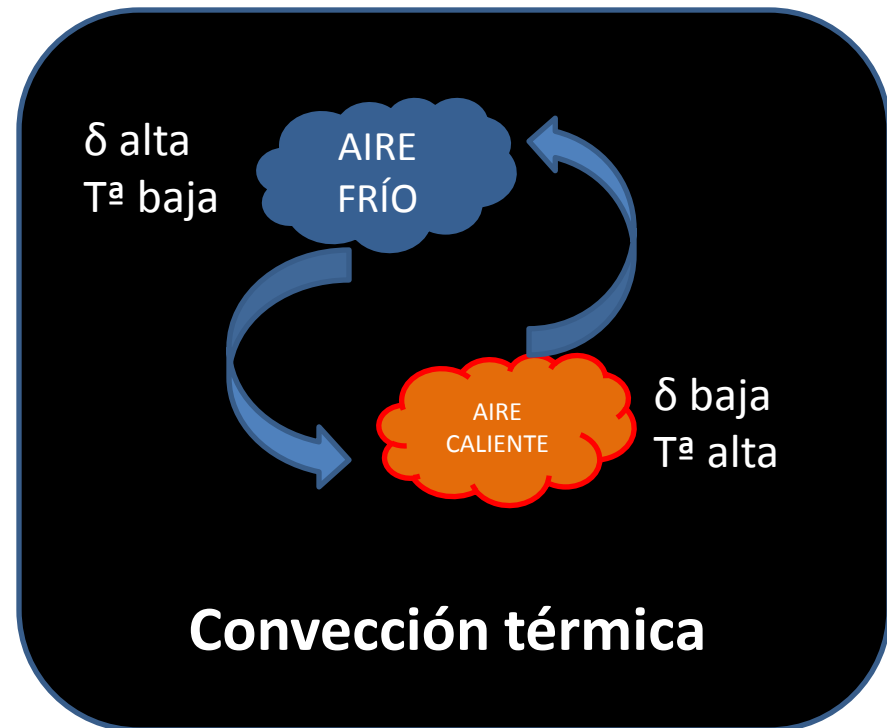 δ alta
Tª baja
AIRE
FRÍO
AIRE
CALIENTE
δ baja
Tª alta
Convección térmica